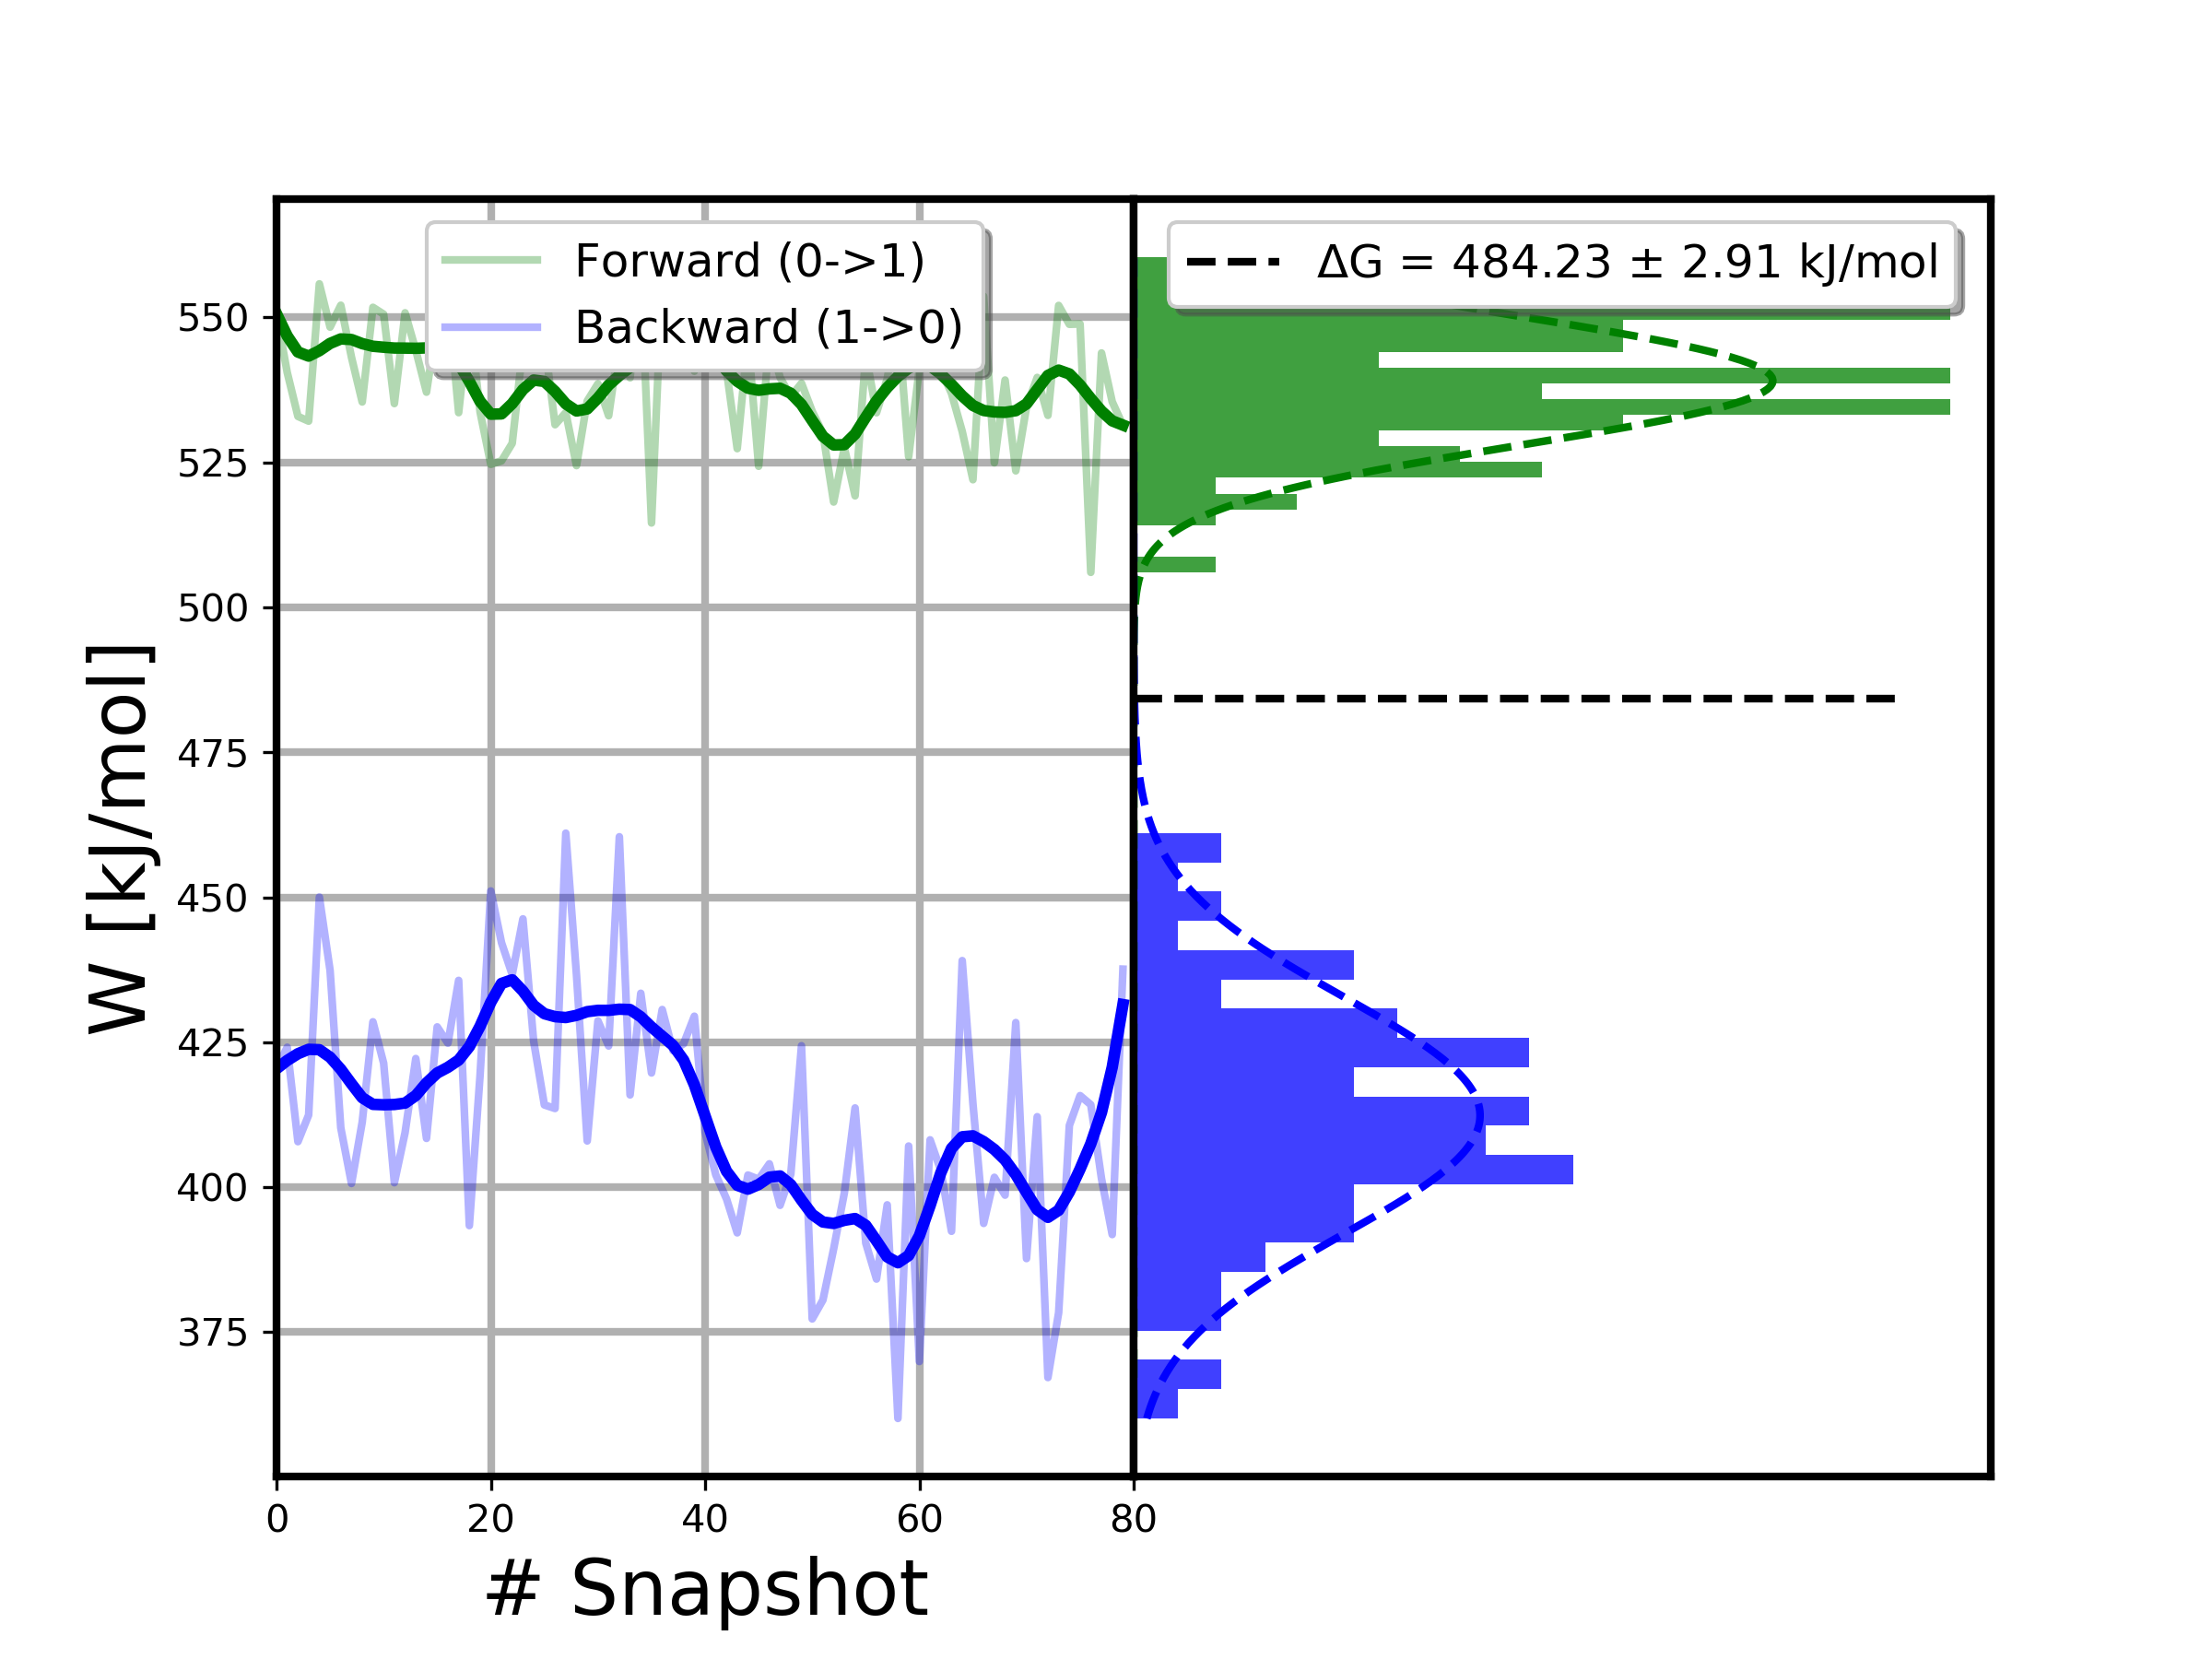 Forward (0->1)
Backward (1->0)
ΔG = 484.23 ± 2.91 kJ/mol
W [kJ/mol]
550
525
500
475
450
425
400
375
0 20 40 60 80
# Snapshot